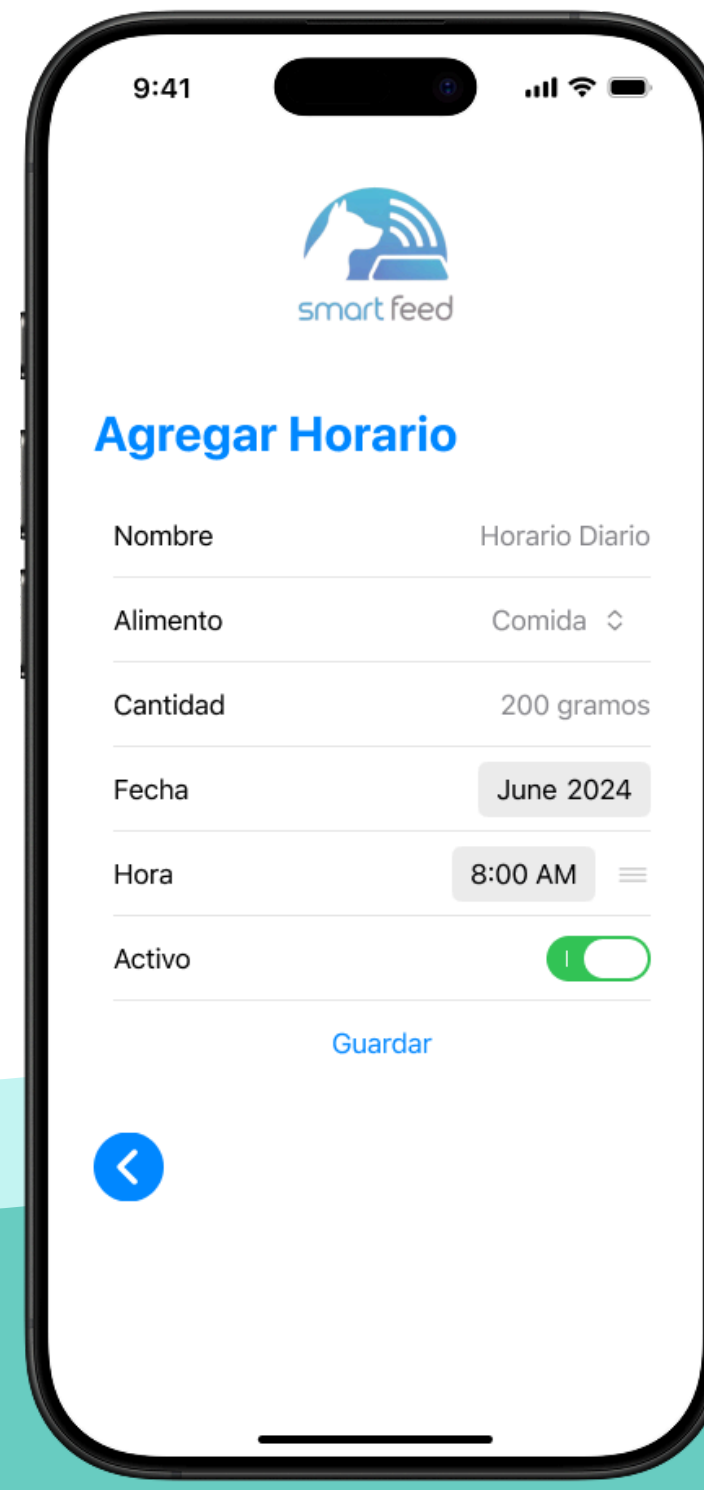 9:41
smart feed
Agregar Horario
Nombre Horario Diario
Alimento Comida
Cantidad 200 gramos
Fecha June 2024
Hora 8:00 AM
Activo
Guardar